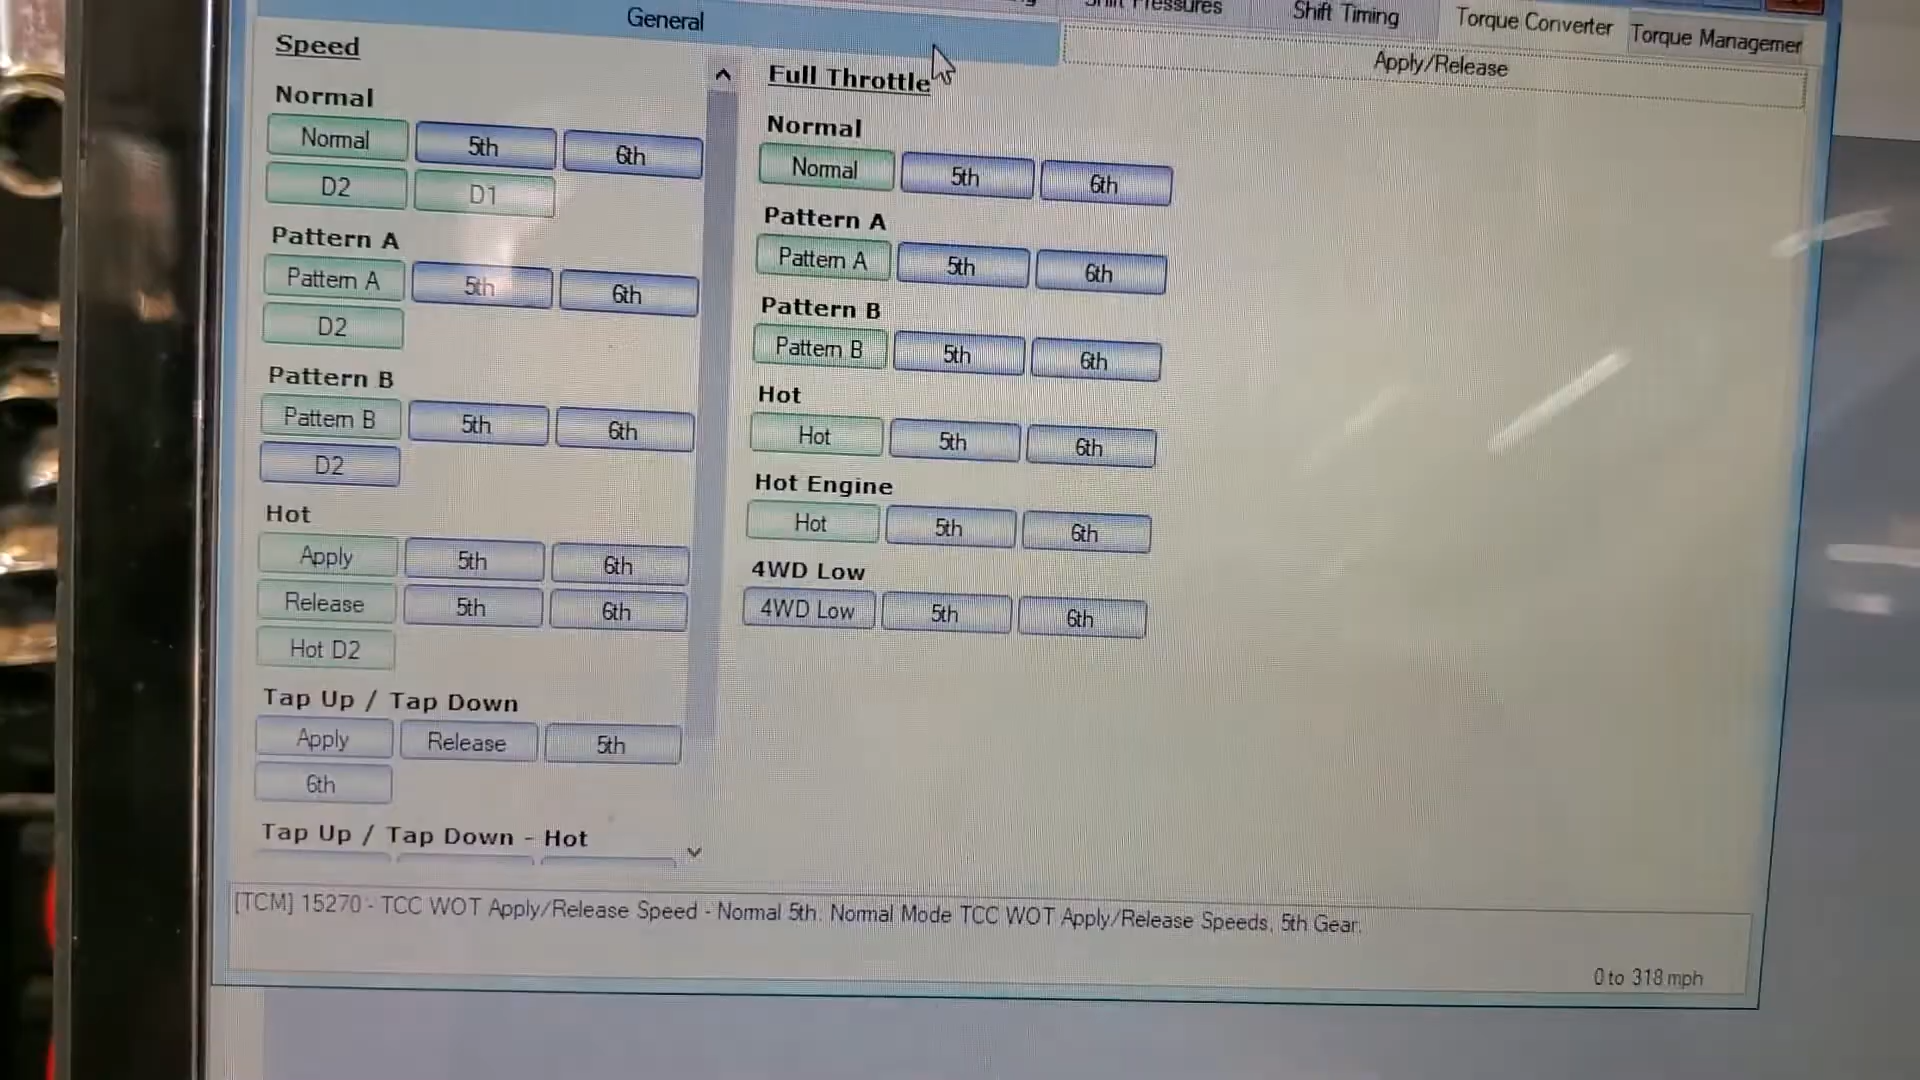 Shift Pressures
Shift Timing
Torque Converter
Torque Managemer
General
Apply/Release
Speed
Normal
Normal
5th
6th
D2
D1
Pattern A
Pattern A
5th
6th
D2
Pattern B
Pattern B
5th
6th
D2
Hot
Apply
5th
6th
Release
5th
6th
Hot D2
Tap Up / Tap Down
Apply
Release
5th
6th
Tap Up / Tap Down - Hot
Full Throttle
Normal
Normal
5th
6th
Pattern A
Pattern A
5th
6th
Pattern B
Pattern B
5th
6th
Hot
Hot
5th
6th
Hot Engine
Hot
5th
6th
4WD Low
4WD Low
5th
6th
[TCM] 15270 - TCC WOT Apply/Release Speed - Normal 5th. Normal Mode TCC WOT Apply/Release Speeds, 5th Gear.
0 to 318 mph